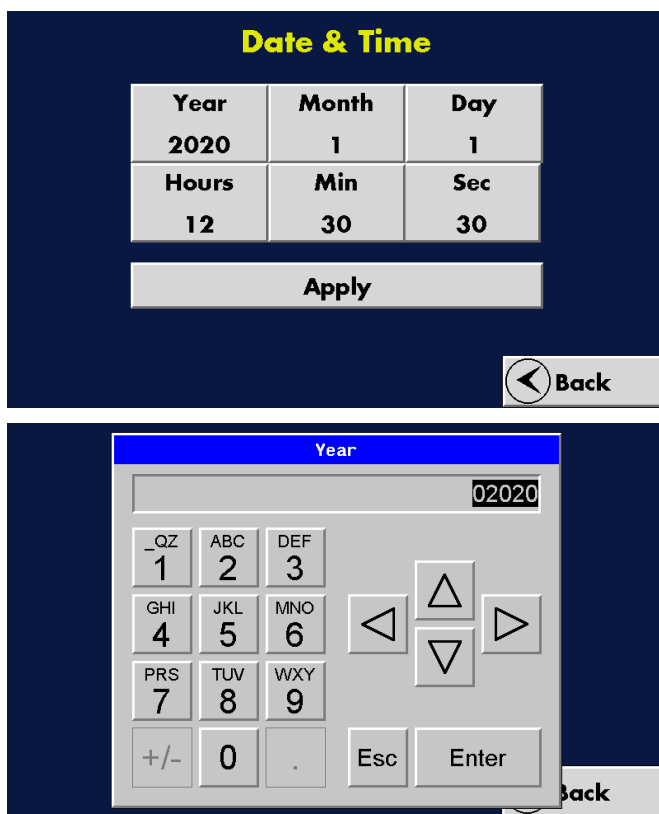 Date & Time
Year Month Day
2020 1 1
Hours Min Sec
12 30 30
Apply
Back
Year
02020
_QZ ABC DEF
1 2 3
GHI JKL MNO
4 5 6
PRS TUV WXY
7 8 9
+/- 0 . Esc Enter
Back